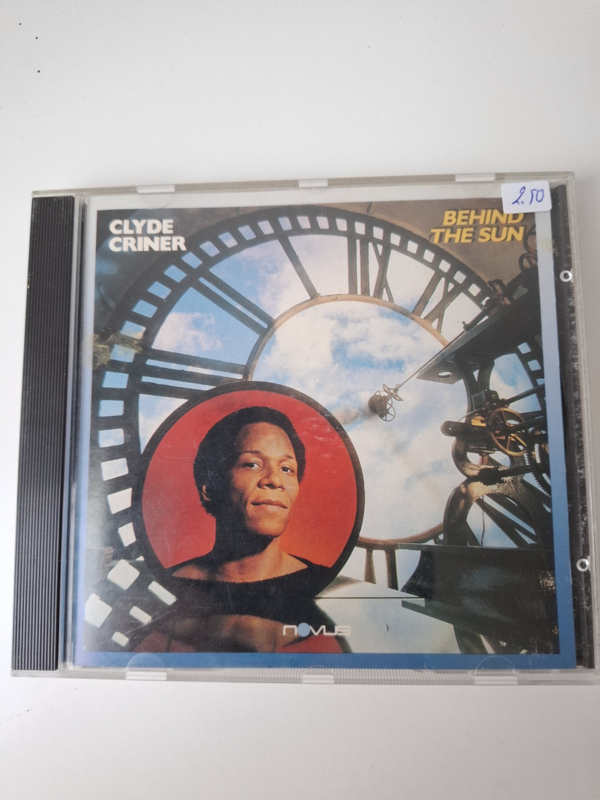 CLYDE
CRINER
BEHIND
THE SUN
2.50
NOVUS